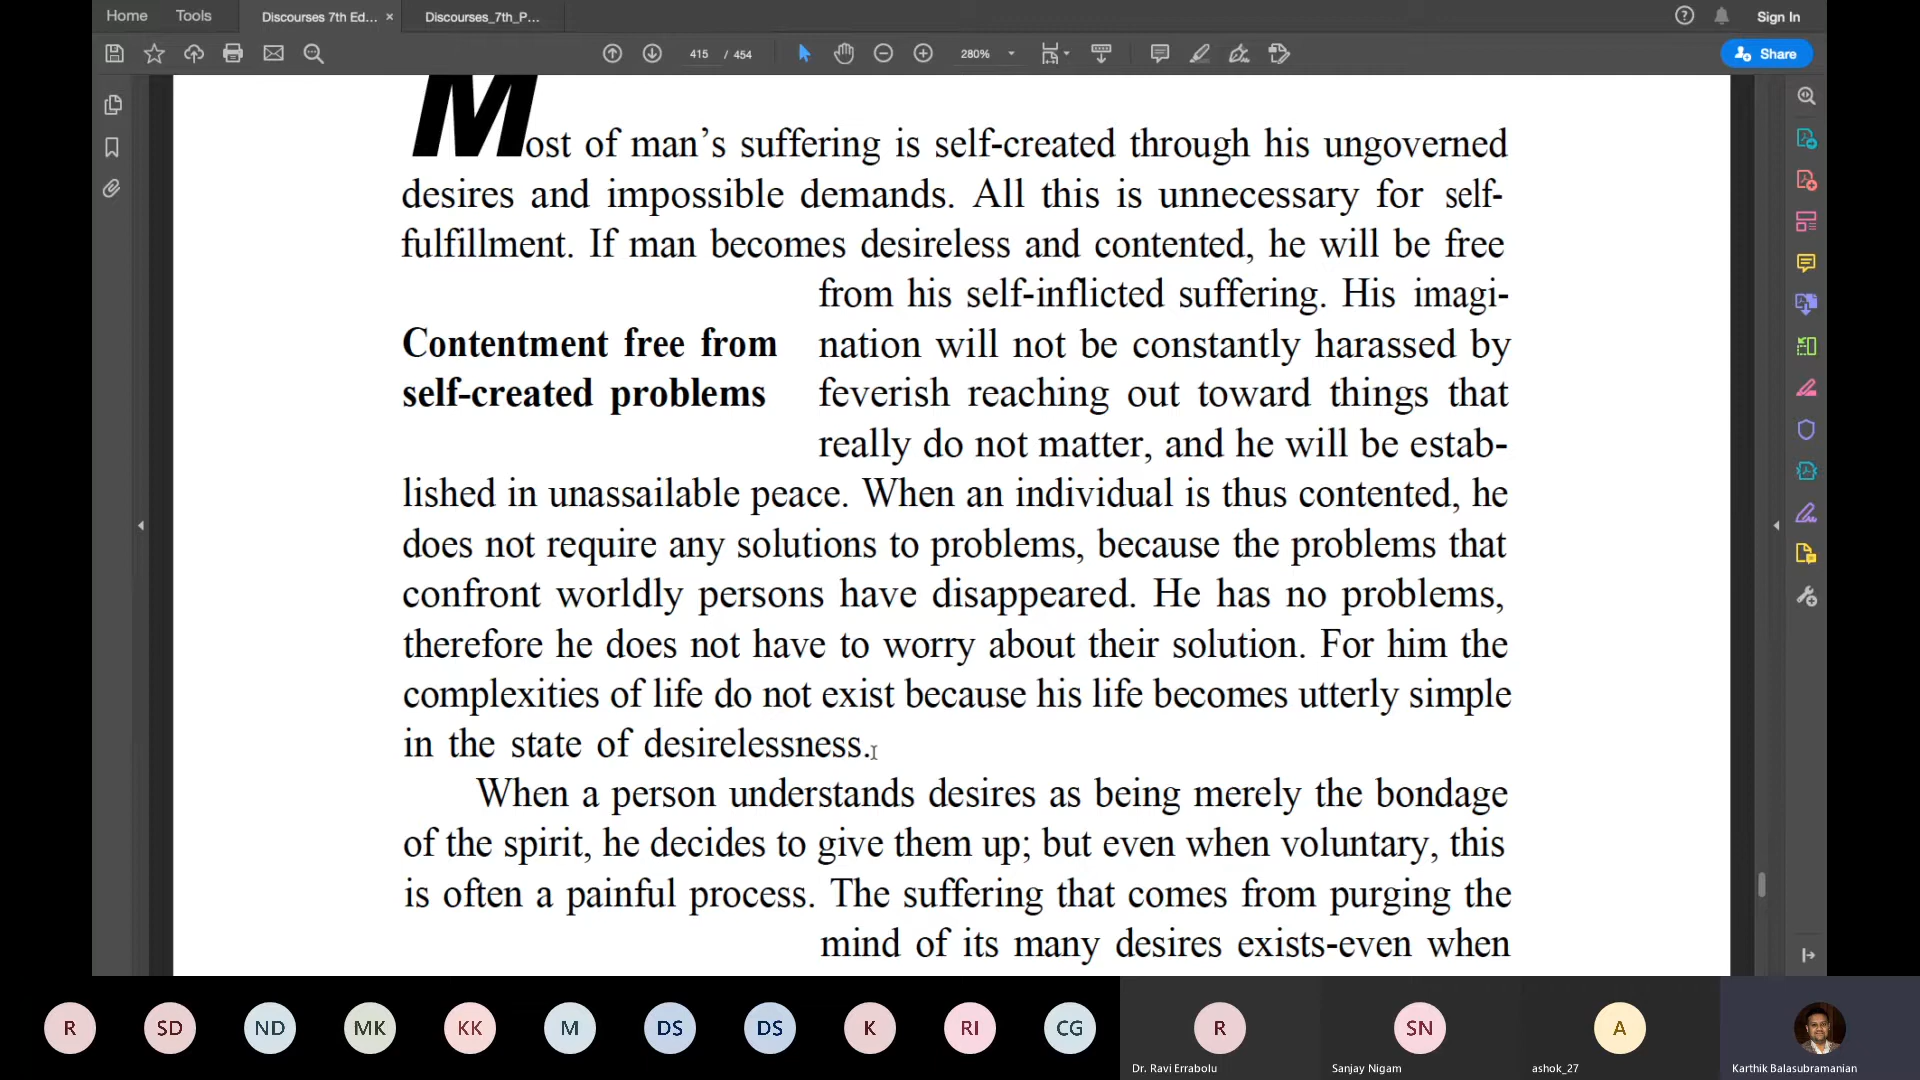 Home Tools Discourses 7th Ed... × Discourses_7th_P... Sign In
415 / 454 280% Share
Most of man’s suffering is self-created through his ungoverned
desires and impossible demands. All this is unnecessary for self-
fulfillment. If man becomes desireless and contented, he will be free
from his self-inflicted suffering. His imagi-
Contentment free from
self-created problems
nation will not be constantly harassed by
feverish reaching out toward things that
really do not matter, and he will be estab-
lished in unassailable peace. When an individual is thus contented, he
does not require any solutions to problems, because the problems that
confront worldly persons have disappeared. He has no problems,
therefore he does not have to worry about their solution. For him the
complexities of life do not exist because his life becomes utterly simple
in the state of desirelessness.
When a person understands desires as being merely the bondage
of the spirit, he decides to give them up; but even when voluntary, this
is often a painful process. The suffering that comes from purging the
mind of its many desires exists-even when
R SD ND MK KK M DS DS K RI CG R SN A
Dr. Ravi Errabolu Sanjay Nigam ashok_27 Karthik Balasubramanian